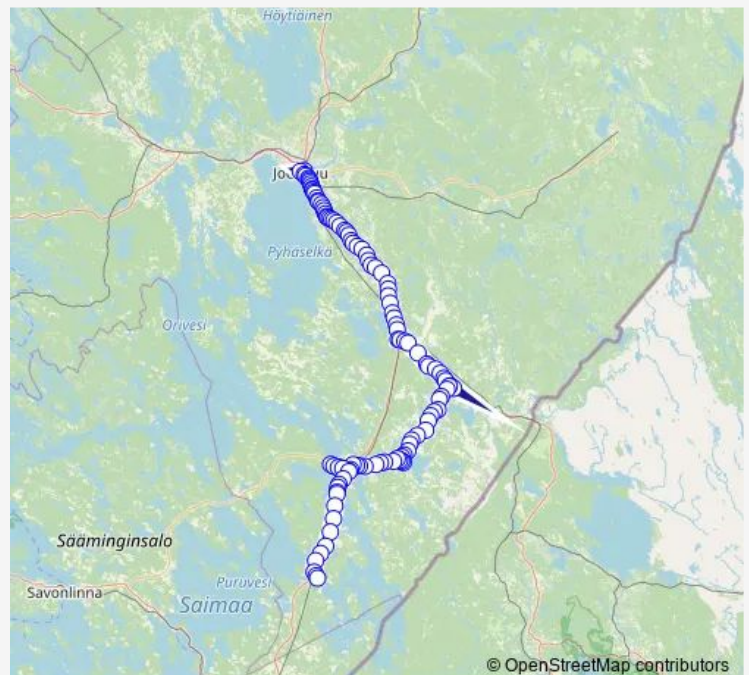 Höytiäinen
Pyhäselkä
Orivesi
Sääminginsalo
Puruvesi
Savonlinna
Saimaa
© OpenStreetMap contributors